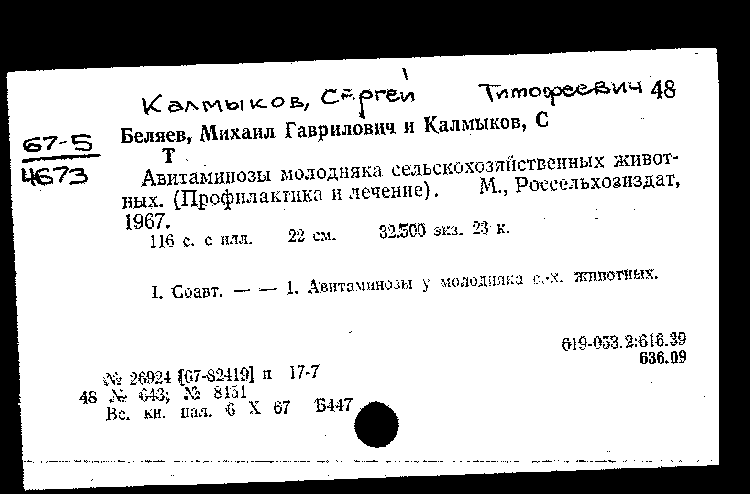 Калмыков, Сергей Тимофеевич 48
67-5
4673
Беляев, Михаил Гаврилович и Калмыков, С
Т
Авитаминозы молодняка сельскохозяйственных живот-
ных. (Профилактика и лечение). М., Россельхозиздат,
1967.
116 с. с илл. 22 см. 32.500 экз. 23 к.
I. Соавт. — — 1. Авитаминозы у молодняка с.-х. животных.
619-053.2:616.39
636.09
№ 26924 [67-82419] п 17-7
48 № 643; № 8151
Вс. кн. пал. 6 X 67 Б447